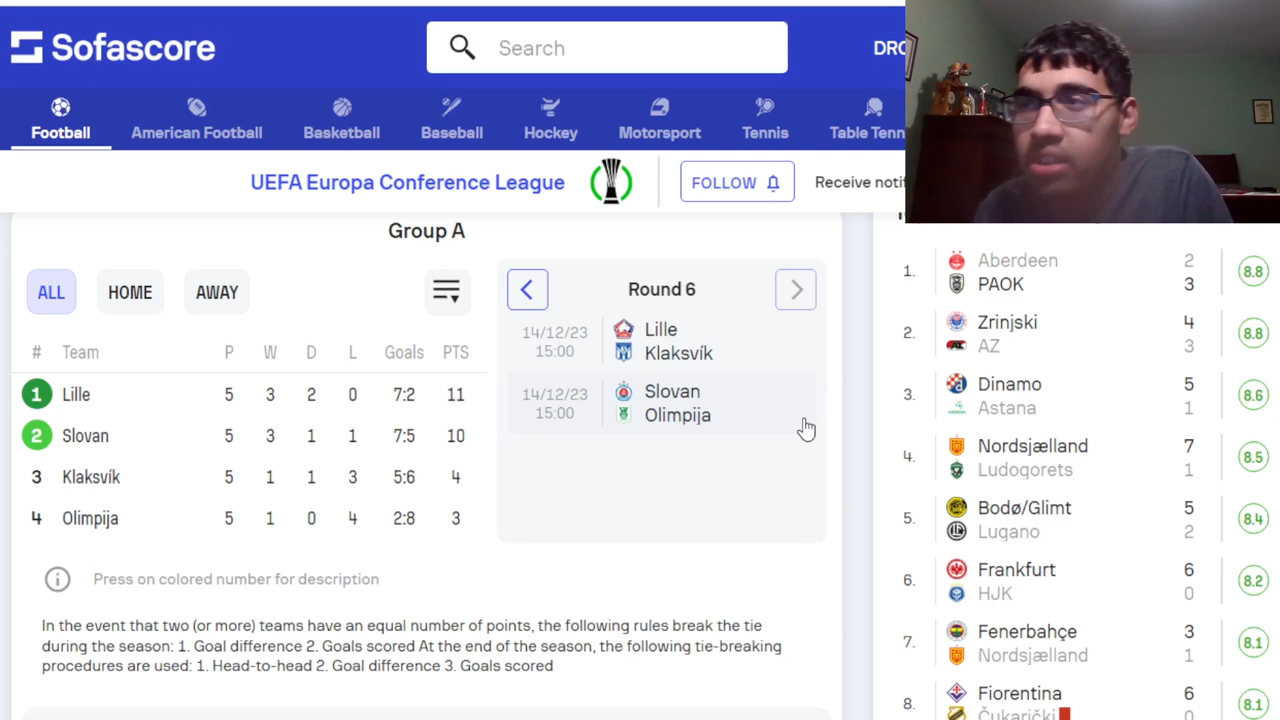 Sofascore
Search
DRO
Football
American Football
Basketball
Baseball
Hockey
Motorsport
Tennis
Table Tenn
UEFA Europa Conference League
FOLLOW
Receive notif
Group A
ALL HOME AWAY
# Team P W D L Goals PTS
1 Lille 5 3 2 0 7:2 11
2 Slovan 5 3 1 1 7:5 10
3 Klaksvík 5 1 1 3 5:6 4
4 Olimpija 5 1 0 4 2:8 3
Round 6
14/12/23 Lille
15:00 Klaksvík
14/12/23 Slovan
15:00 Olimpija
Press on colored number for description
In the event that two (or more) teams have an equal number of points, the following rules break the tie
during the season: 1. Goal difference 2. Goals scored At the end of the season, the following tie-breaking
procedures are used: 1. Head-to-head 2. Goal difference 3. Goals scored
1. Aberdeen 2 8.8
PAOK 3
2. Zrinjski 4 8.8
AZ 3
3. Dinamo 5 8.6
Astana 1
4. Nordsjælland 7 8.5
Ludogorets 1
5. Bodø/Glimt 5 8.4
Lugano 2
6. Frankfurt 6 8.2
HJK 0
7. Fenerbahçe 3 8.1
Nordsjælland 1
8. Fiorentina 6 8.1
Čukarički 0